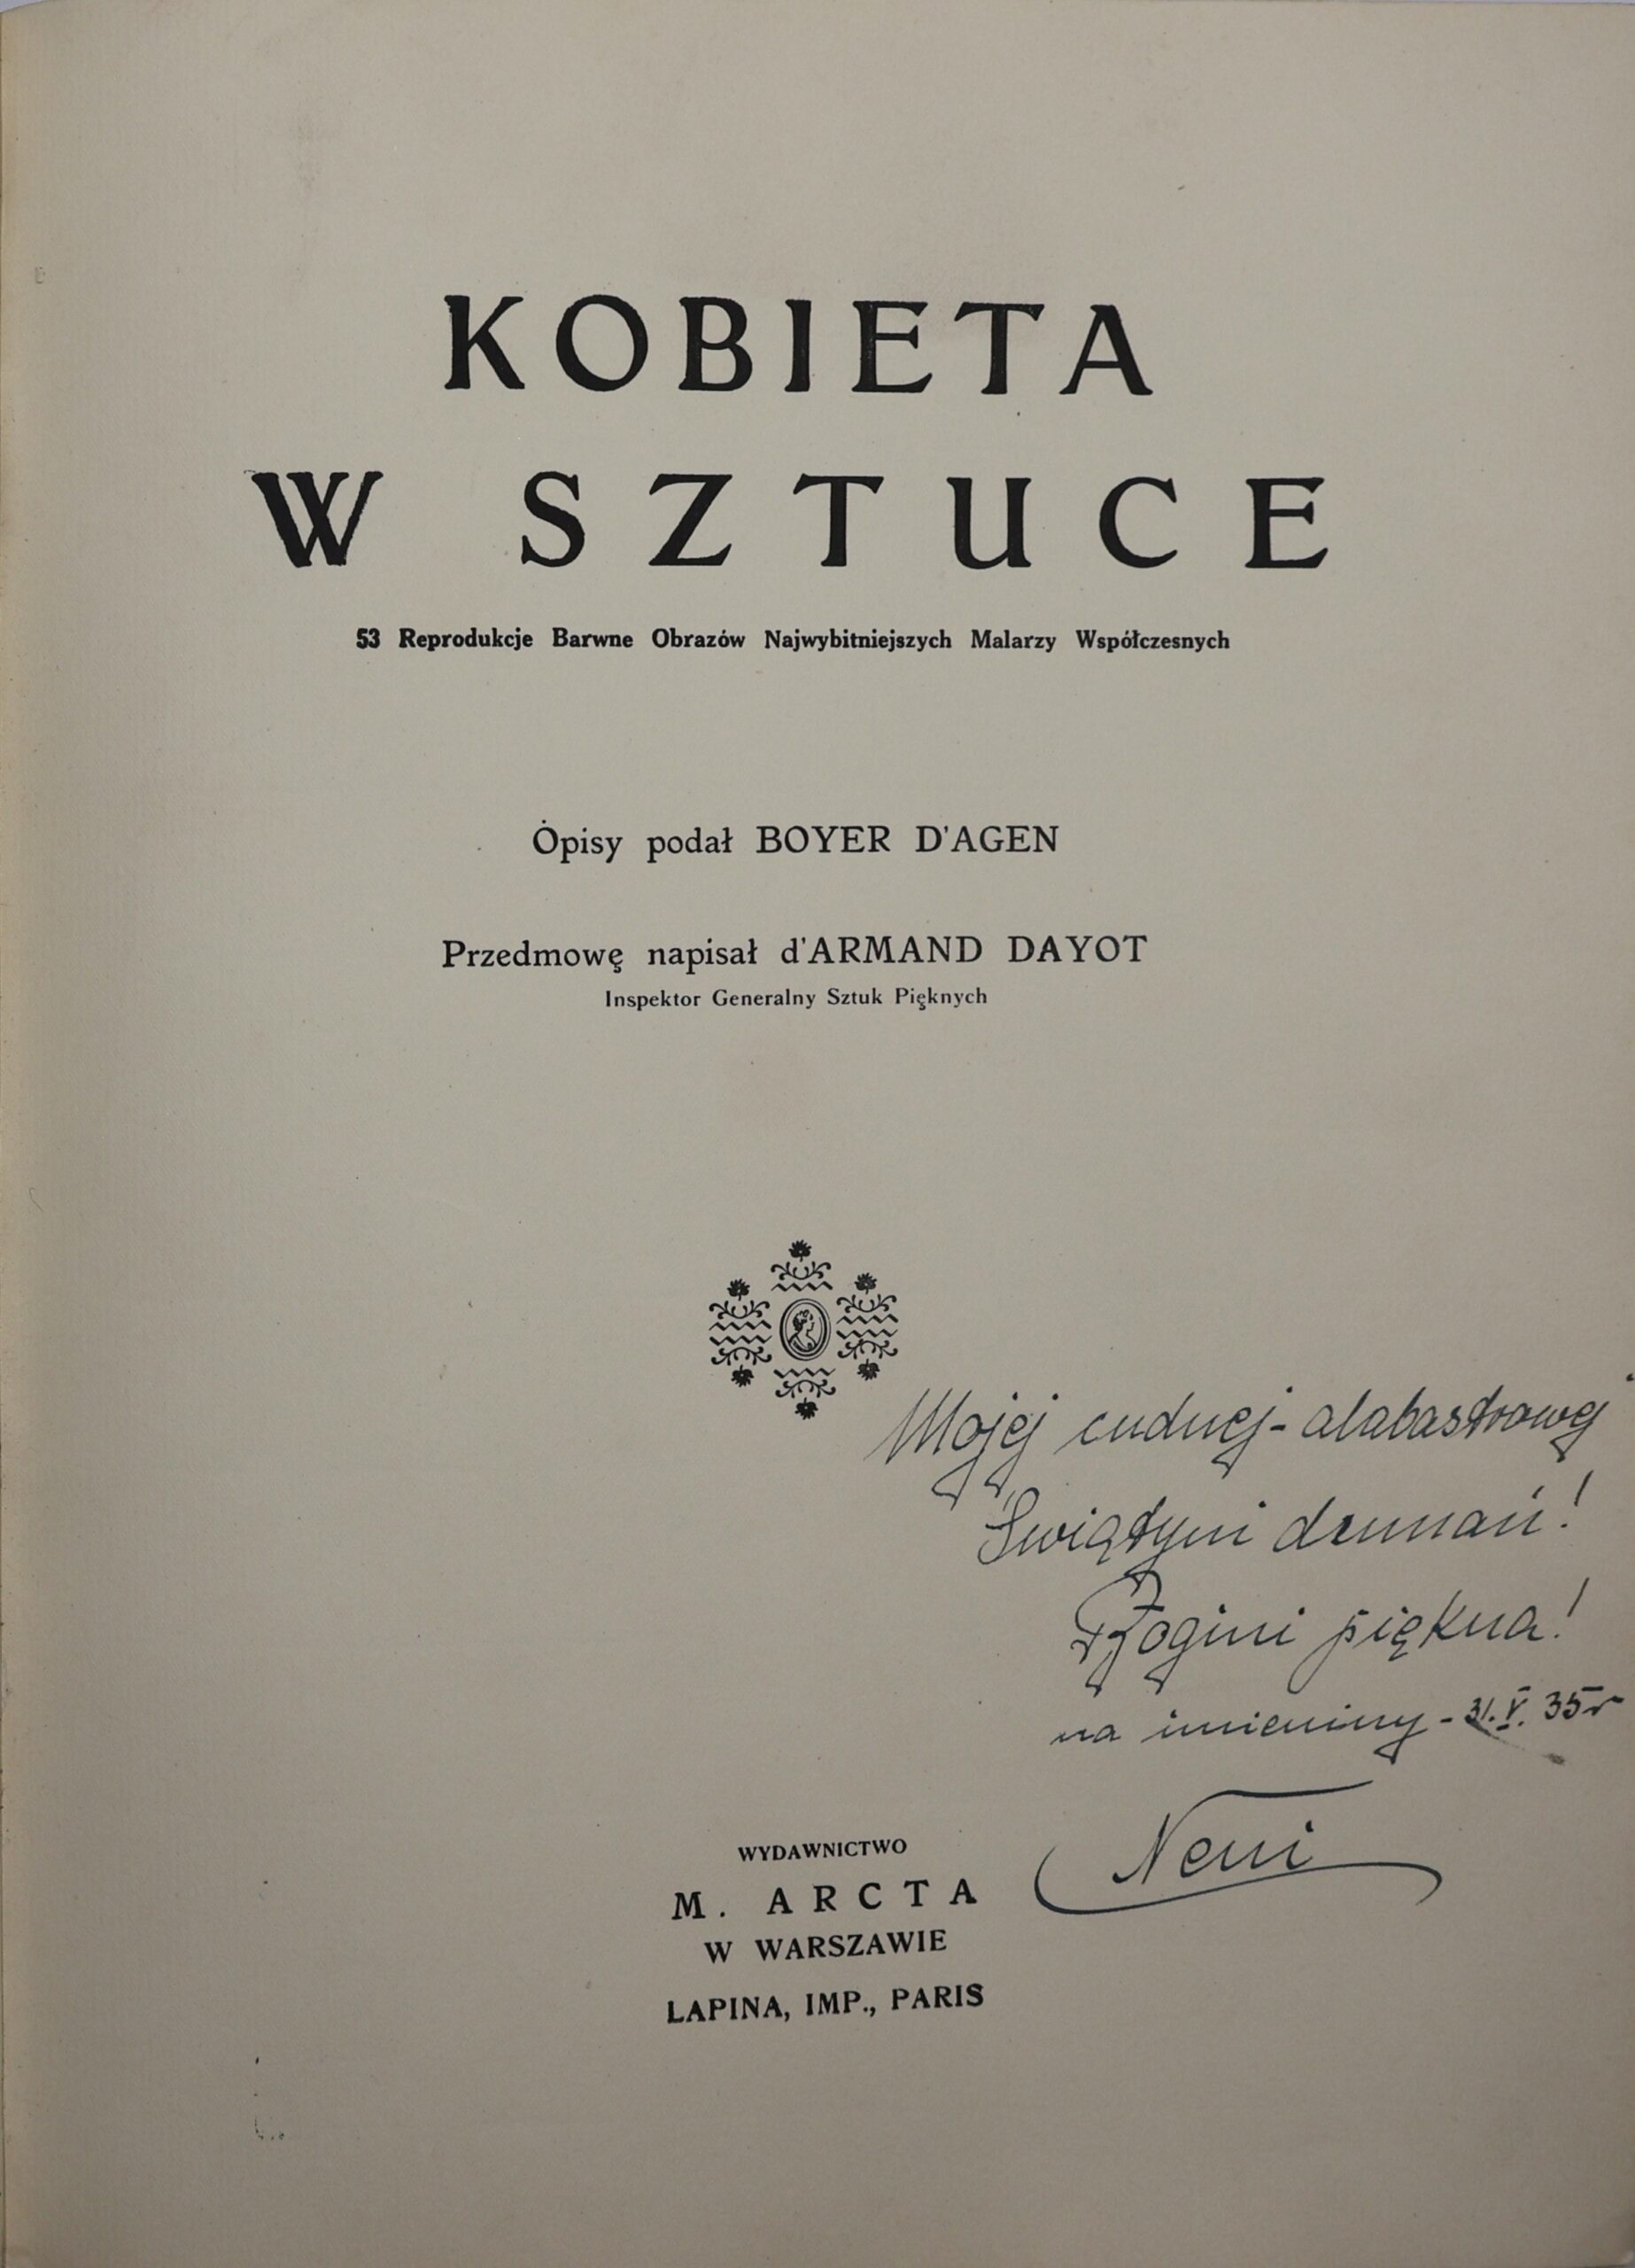 KOBIETA
W SZTUCE
53 Reprodukcje Barwne Obrazów Najwybitniejszych Malarzy Współczesnych
Opisy podał BOYER D'AGEN
Przedmowę napisał d'ARMAND DAYOT
Inspektor Generalny Sztuk Pięknych
Mojej cudnej - alabastrowej
Świątyni dumań!
Bogini piękna!
na imieniny - 31. V. 35 r
Neni
WYDAWNICTWO
M. ARCTA
W WARSZAWIE
LAPINA, IMP., PARIS